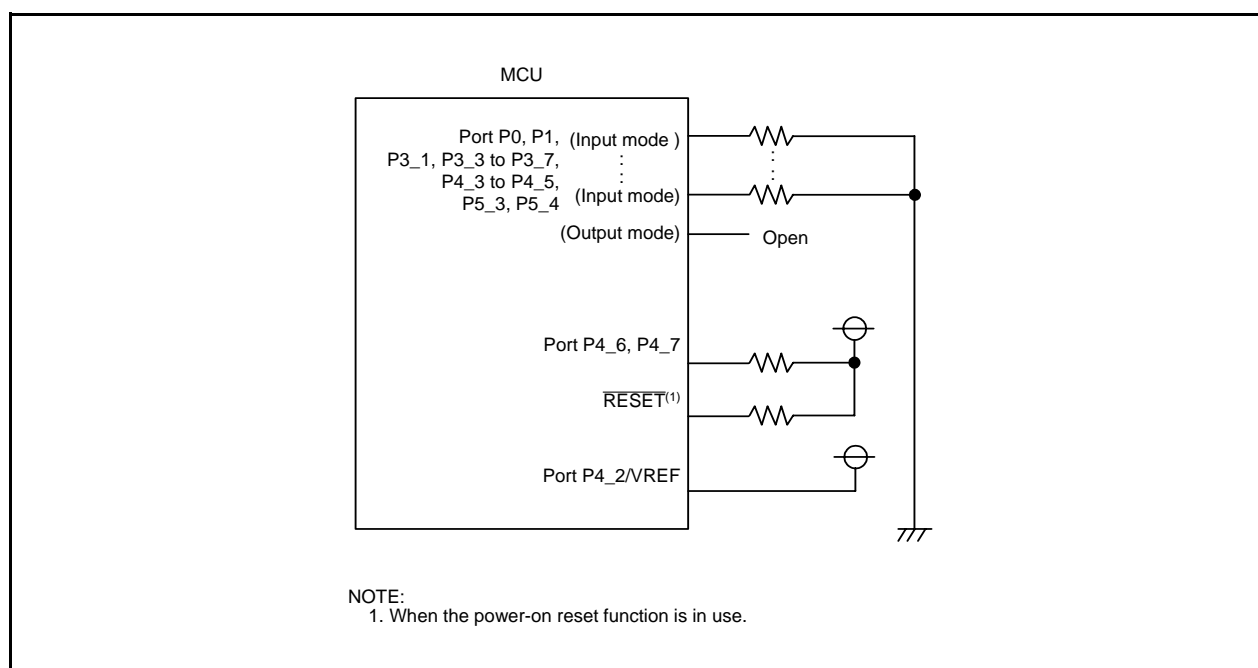 MCU
Port P0, P1, (Input mode )
P3_1, P3_3 to P3_7,
P4_3 to P4_5,
P5_3, P5_4 (Input mode)
(Output mode) Open
Port P4_6, P4_7
RESET(1)
Port P4_2/VREF
NOTE:
1. When the power-on reset function is in use.